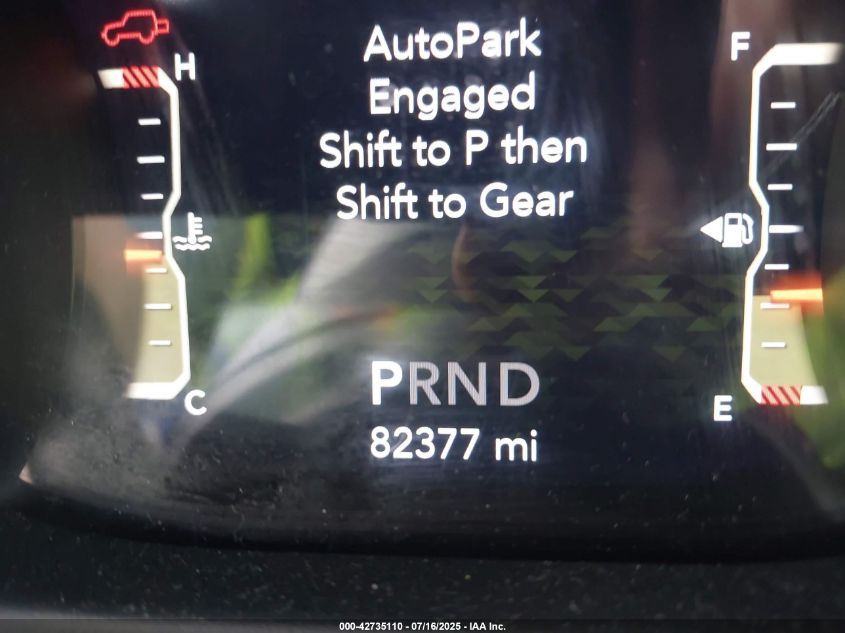 AutoPark
Engaged
Shift to P then
Shift to Gear
H
F
C
E
PRND
82377 mi
000-42735110 - 07/16/2025 - IAA Inc.